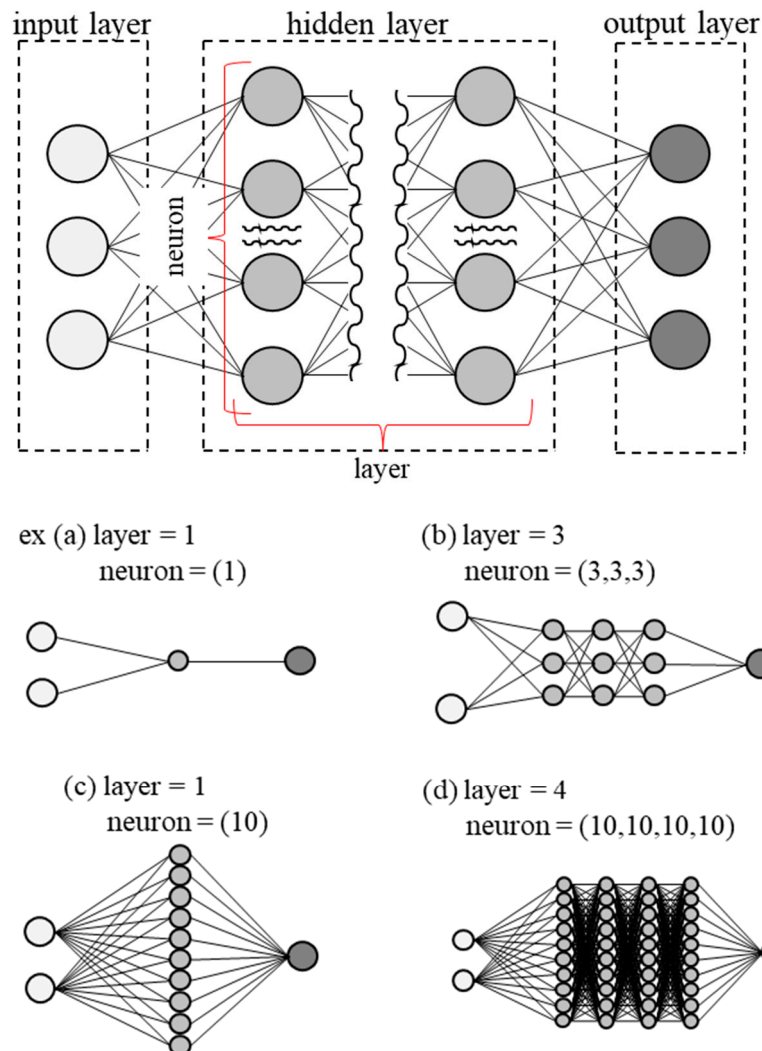 input layer
hidden layer
output layer
neuron
layer
ex (a) layer = 1
neuron = (1)
(b) layer = 3
neuron = (3,3,3)
(c) layer = 1
neuron = (10)
(d) layer = 4
neuron = (10,10,10,10)